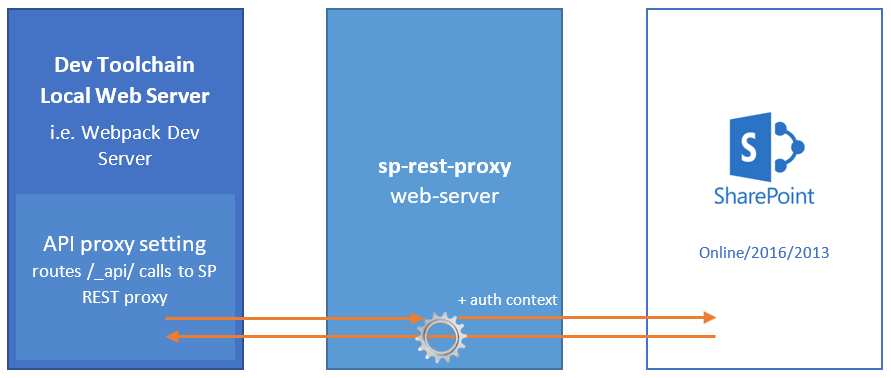 Dev Toolchain
Local Web Server
i.e. Webpack Dev
Server
API proxy setting
routes /_api/ calls to SP
REST proxy
sp-rest-proxy
web-server
+ auth context
S
SharePoint
Online/2016/2013